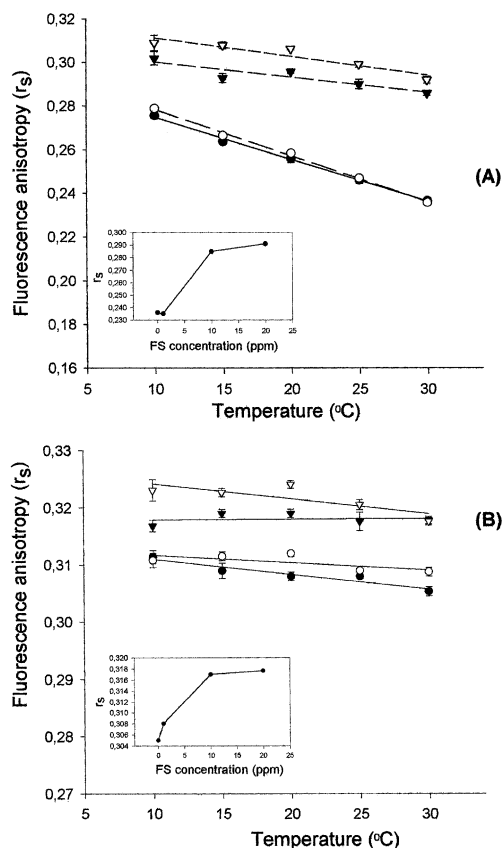 0,32
0,30
0,28
0,26
0,24
0,22
0,20
0,18
0,16
Fluorescence anisotropy (rs)
(A)
0,300
0,290
0,280
0,270
0,260
0,250
0,240
0,230
rs
0 5 10 15 20 25
FS concentration (ppm)
5 10 15 20 25 30
Temperature (ºC)
0,33
0,32
0,31
0,30
0,29
0,28
0,27
Fluorescence anisotropy (rs)
(B)
0,320
0,318
0,316
0,314
0,312
0,310
0,308
0,306
0,304
rs
0 5 10 15 20 25
FS concentration (ppm)
5 10 15 20 25 30
Temperature (ºC)